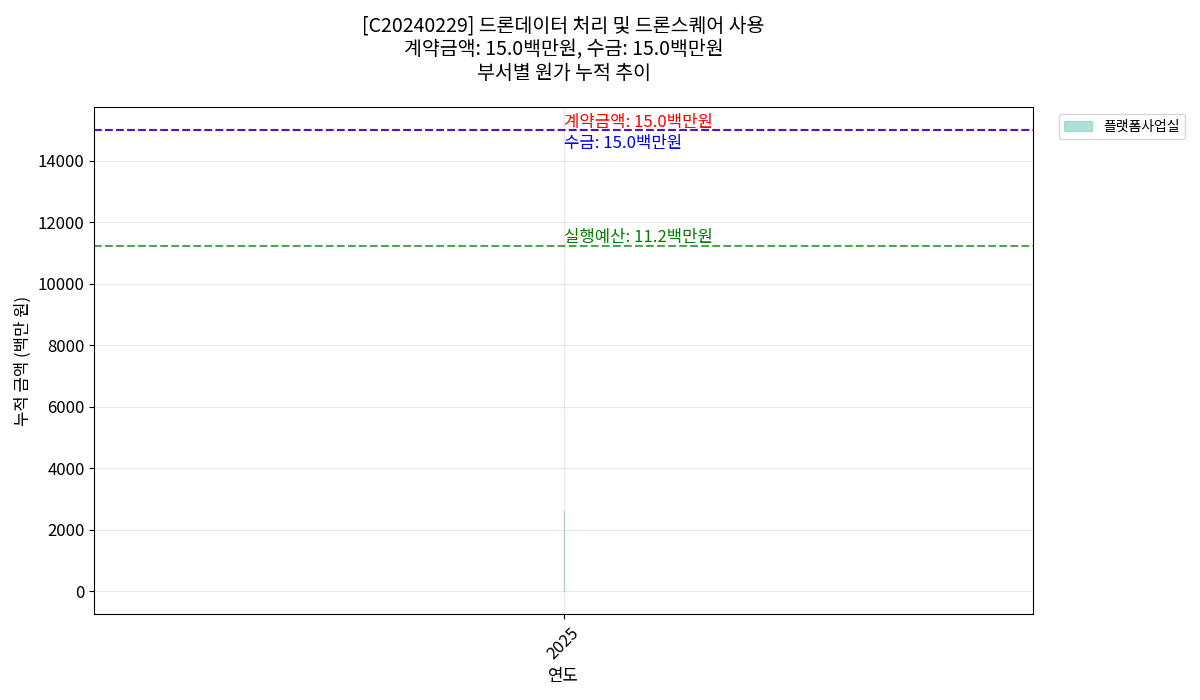 [C20240229] 드론데이터 처리 및 드론스퀘어 사용
계약금액: 15.0백만원, 수금: 15.0백만원
부서별 원가 누적 추이
계약금액: 15.0백만원
수금: 15.0백만원
실행예산: 11.2백만원
플랫폼사업실
누적 금액 (백만 원)
14000
12000
10000
8000
6000
4000
2000
0
2025
연도